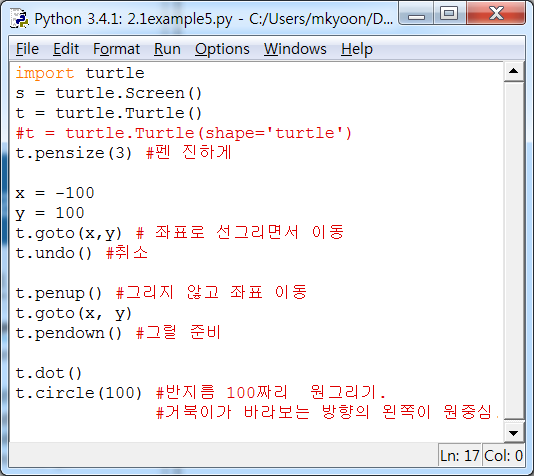 Python 3.4.1: 2.1example5.py - C:/Users/mkyoon/D...
File Edit Format Run Options Windows Help
import turtle
s = turtle.Screen()
t = turtle.Turtle()
#t = turtle.Turtle(shape='turtle')
t.pensize(3) #펜 진하게
x = -100
y = 100
t.goto(x,y) # 좌표로 선그리면서 이동
t.undo() #취소
t.penup() #그리지 않고 좌표 이동
t.goto(x, y)
t.pendown() #그릴 준비
t.dot()
t.circle(100) #반지름 100짜리  원그리기.
#거북이가 바라보는 방향의 왼쪽이 원중심.
Ln: 17 Col: 0